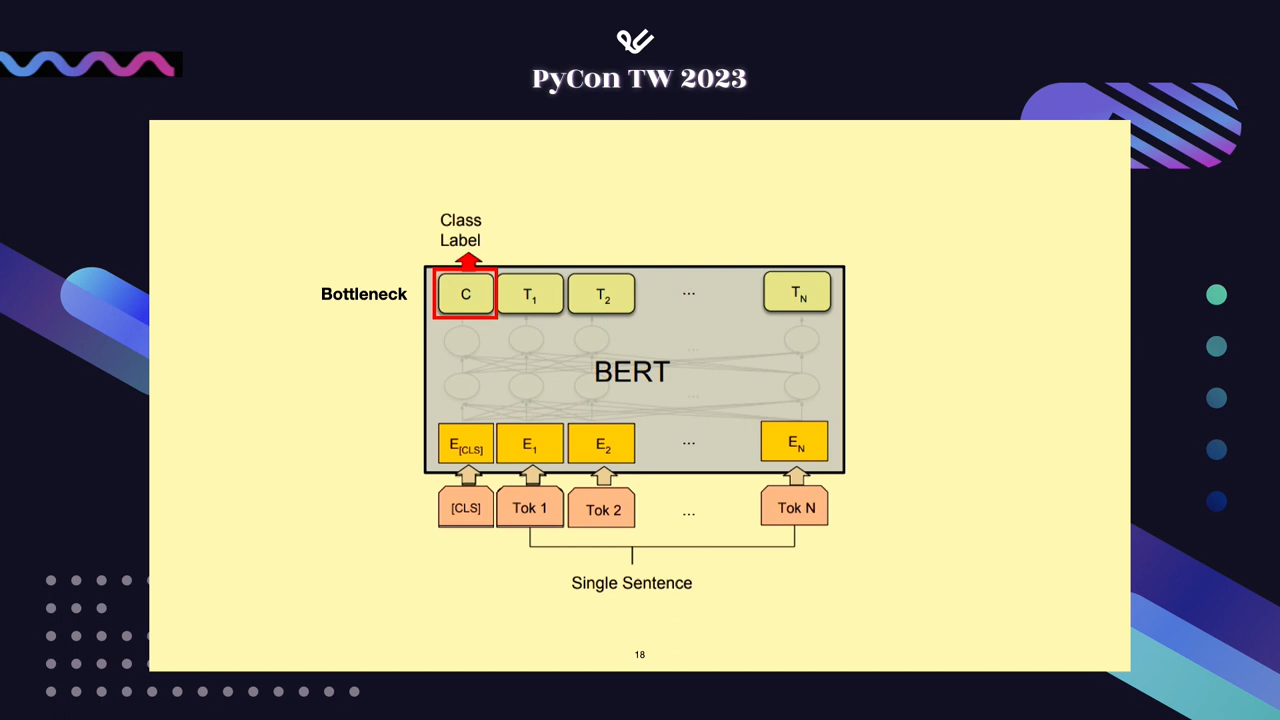 PyCon TW 2023
Class
Label
Bottleneck
C
T1
T2
...
TN
...
BERT
...
E[CLS]
E1
E2
...
EN
[CLS]
Tok 1
Tok 2
...
Tok N
Single Sentence
18